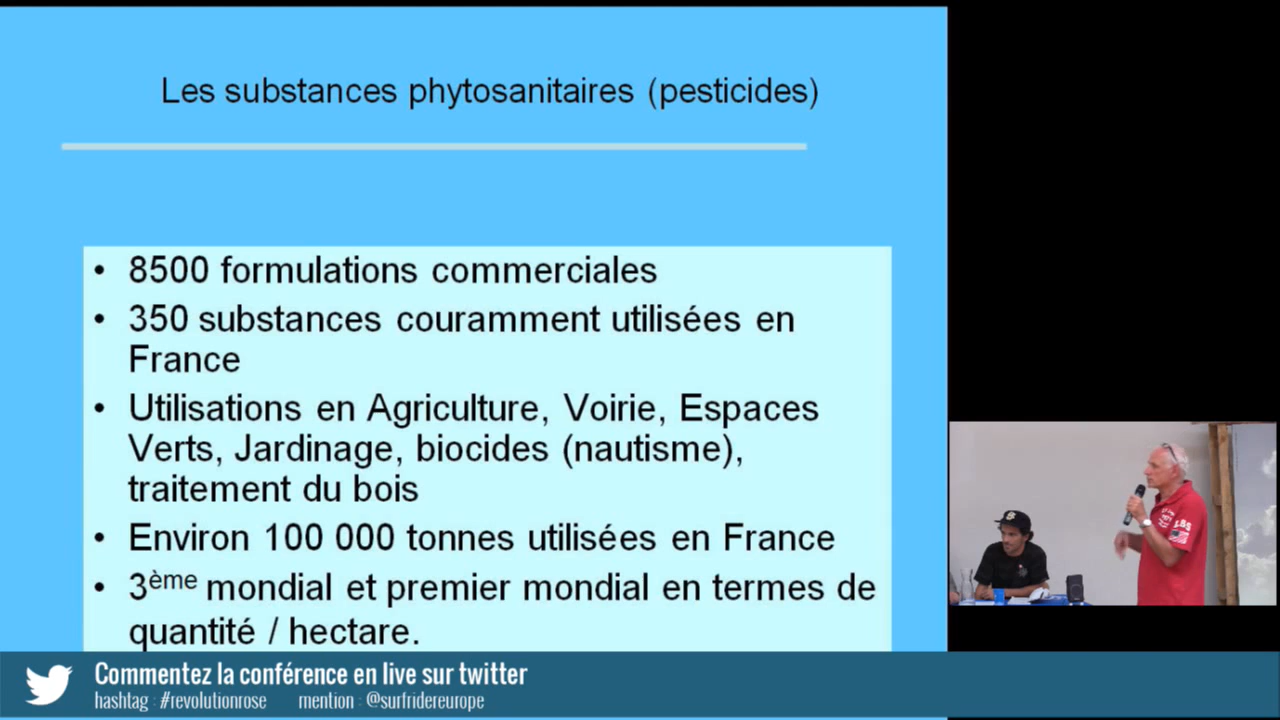 Les substances phytosanitaires (pesticides)
• 8500 formulations commerciales
• 350 substances couramment utilisées en
France
• Utilisations en Agriculture, Voirie, Espaces
Verts, Jardinage, biocides (nautisme),
traitement du bois
• Environ 100 000 tonnes utilisées en France
• 3ème mondial et premier mondial en termes de
quantité / hectare.
Commentez la conférence en live sur twitter
hashtag : #revolutionrose mention : @surfridereurope